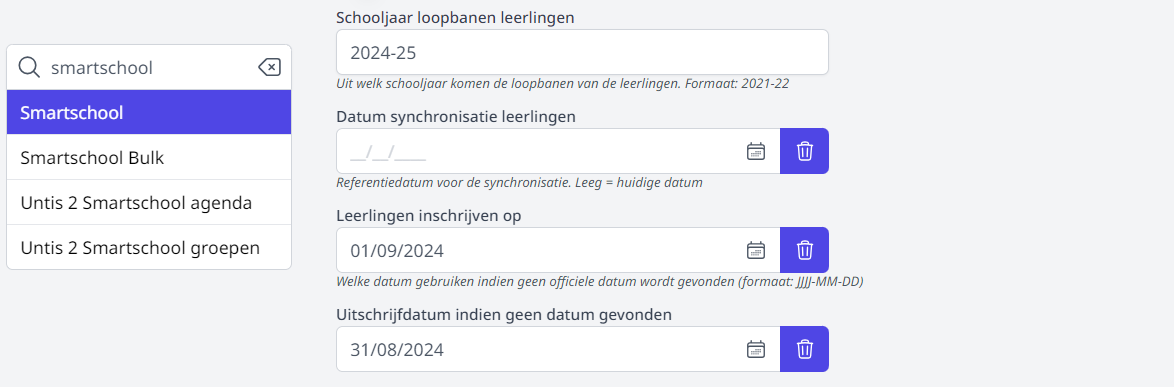 smartschool
Smartschool
Smartschool Bulk
Untis 2 Smartschool agenda
Untis 2 Smartschool groepen
Schooljaar loopbanen leerlingen
2024-25
Uit welk schooljaar komen de loopbanen van de leerlingen. Formaat: 2021-22
Datum synchronisatie leerlingen
__/__/____
Referentiedatum voor de synchronisatie. Leeg = huidige datum
Leerlingen inschrijven op
01/09/2024
Welke datum gebruiken indien geen officiele datum wordt gevonden (formaat: JJJJ-MM-DD)
Uitschrijfdatum indien geen datum gevonden
31/08/2024